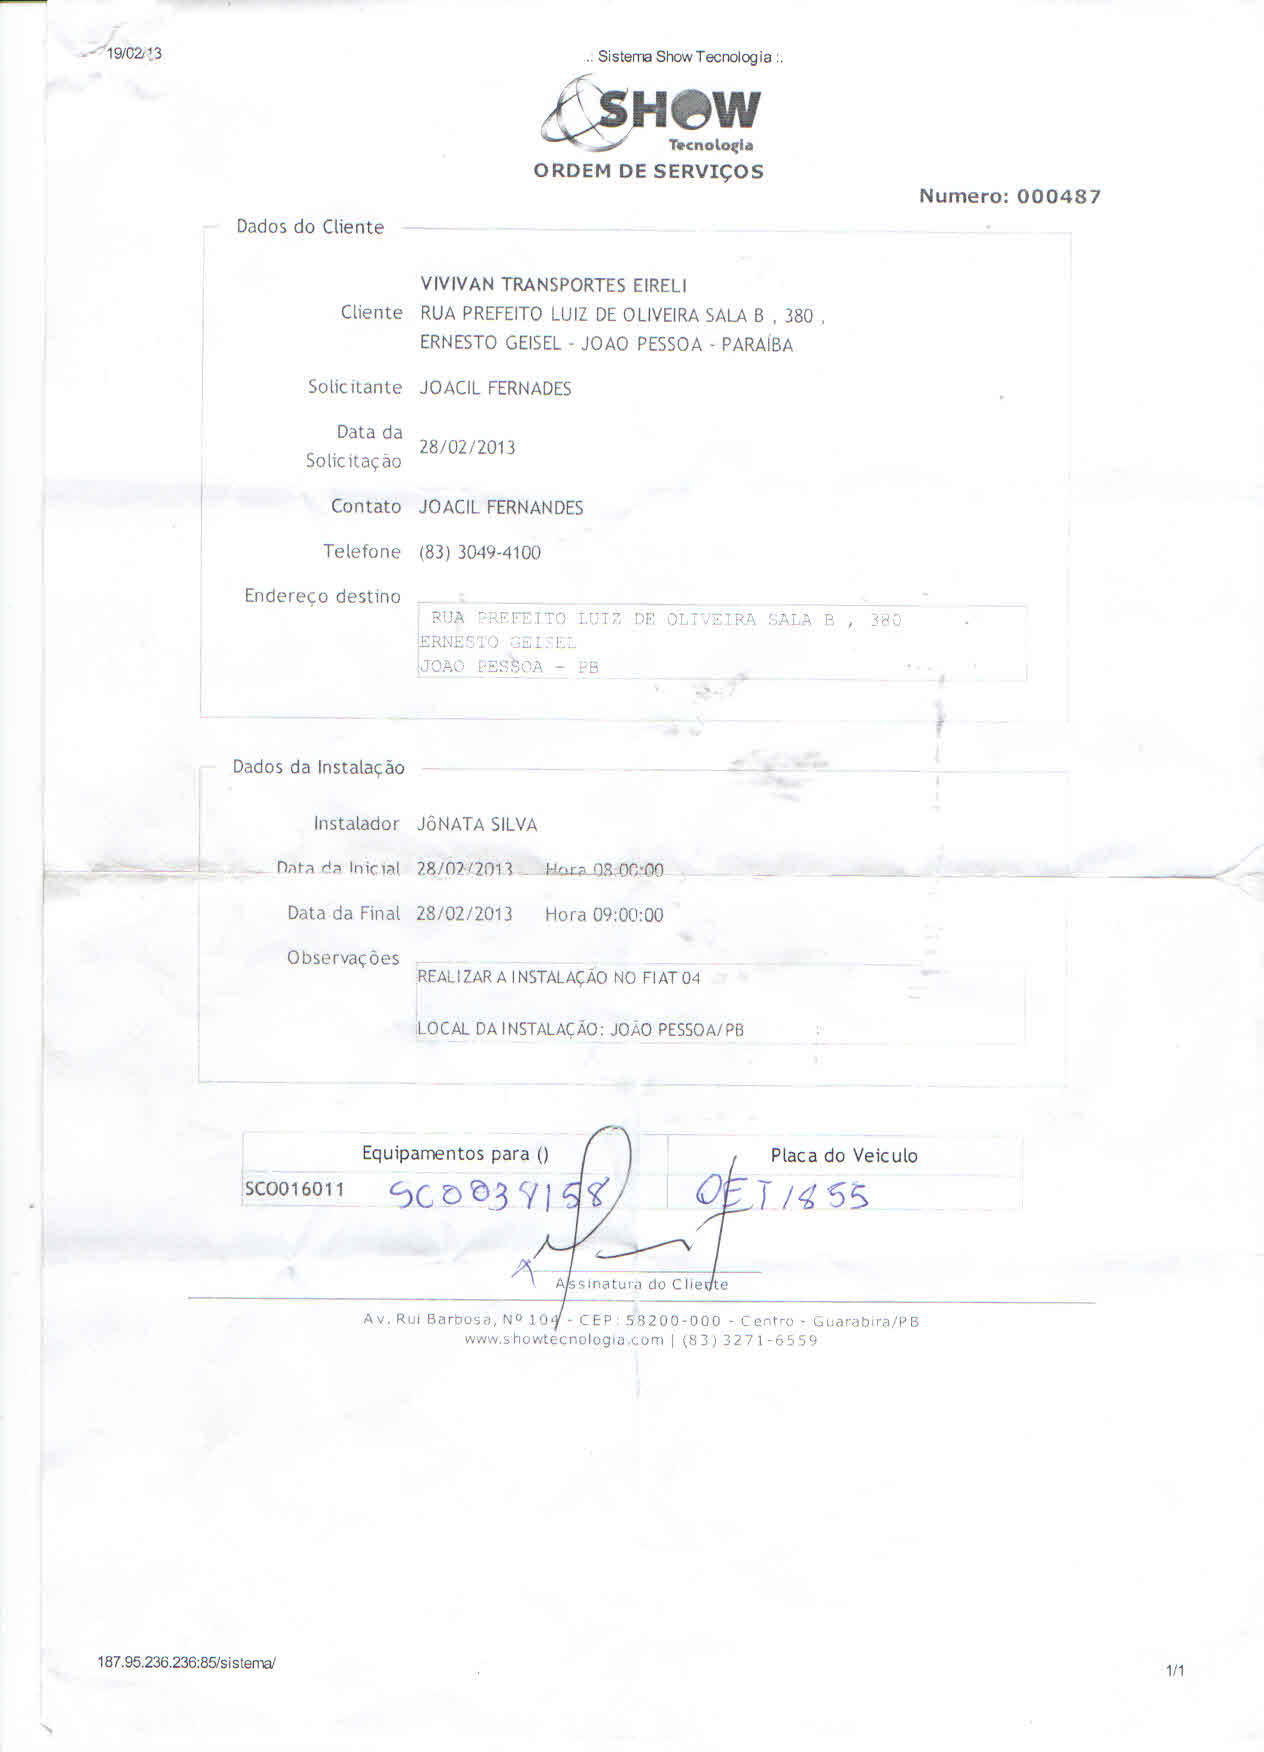 19/02/13
.: Sistema Show Tecnologia :.
SHOW
Tecnologia
ORDEM DE SERVIÇOS
Numero: 000487
Dados do Cliente
VIVIVAN TRANSPORTES EIRELI
Cliente RUA PREFEITO LUIZ DE OLIVEIRA SALA B , 380 ,
ERNESTO GEISEL - JOAO PESSOA - PARAÍBA
Solicitante JOACIL FERNADES
Data da
Solicitação 28/02/2013
Contato JOACIL FERNANDES
Telefone (83) 3049-4100
Endereço destino
RUA PREFEITO LUIZ DE OLIVEIRA SALA B , 380
ERNESTO GEISEL
JOAO PESSOA - PB
Dados da Instalação
Instalador JôNATA SILVA
Data da Inicial 28/02/2013 Hora 08:00:00
Data da Final 28/02/2013 Hora 09:00:00
Observações
REALIZAR A INSTALAÇÃO NO FIAT 04
LOCAL DA INSTALAÇÃO: JOÃO PESSOA/PB
Equipamentos para () Placa do Veiculo
SCO016011 OET1855
Assinatura do Cliente
Av. Rui Barbosa, Nº 104 - CEP: 58200-000 - Centro - Guarabira/PB
www.showtecnologia.com | (83) 3271-6559
187.95.236.236:85/sistema/
1/1